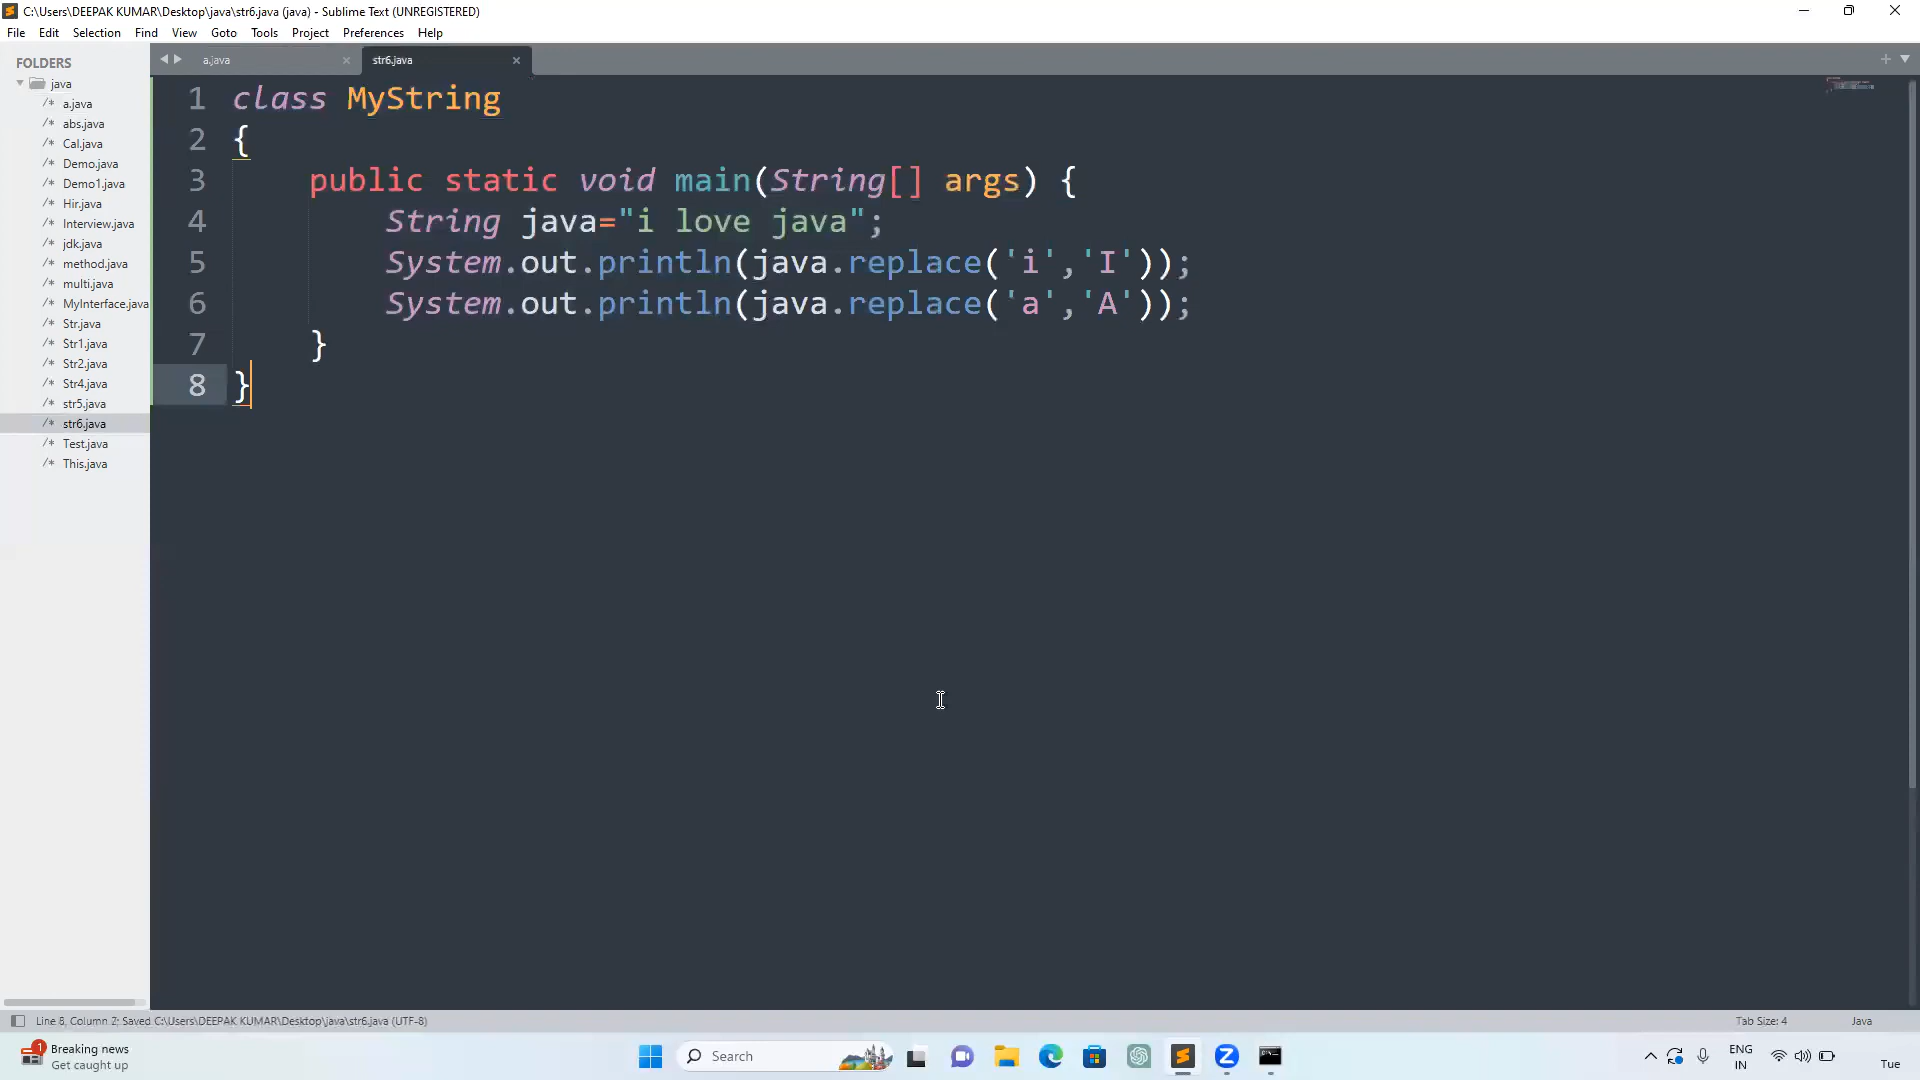 C:\Users\DEEPAK KUMAR\Desktop\java\str6.java (java) - Sublime Text (UNREGISTERED)
File Edit Selection Find View Goto Tools Project Preferences Help
FOLDERS
java
/* a.java
/* abs.java
/* Cal.java
/* Demo.java
/* Demo1.java
/* Hir.java
/* Interview.java
/* jdk.java
/* method.java
/* multi.java
/* MyInterface.java
/* Str.java
/* Str1.java
/* Str2.java
/* Str4.java
/* str5.java
/* str6.java
/* Test.java
/* This.java
a.java × str6.java ×
1 class MyString
2 {
3 public static void main(String[] args) {
4 String java="i love java";
5 System.out.println(java.replace('i','I'));
6 System.out.println(java.replace('a','A'));
7 }
8 }
Line 8, Column 2; Saved C:\Users\DEEPAK KUMAR\Desktop\java\str6.java (UTF-8)
Tab Size: 4 Java
1
Breaking news
Get caught up
Search
ENG
IN
Tue